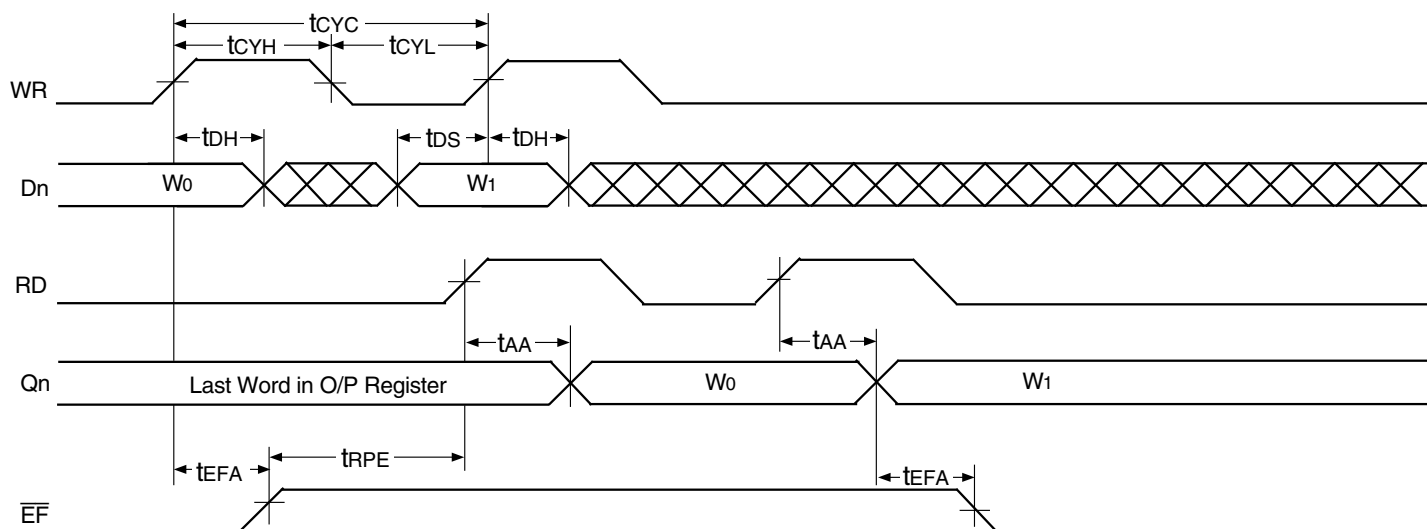 tCYC
tCYH tCYL
WR
tDH tDS tDH
Dn W0 W1
RD
tAA tAA
Qn Last Word in O/P Register W0 W1
tEFA tRPE tEFA
E̅F̅